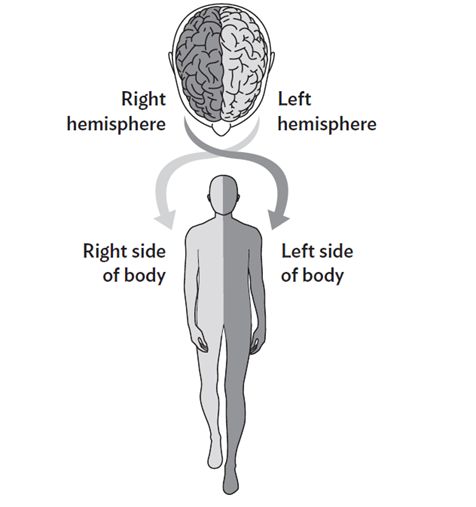 Right
hemisphere
Left
hemisphere
Right side
of body
Left side
of body